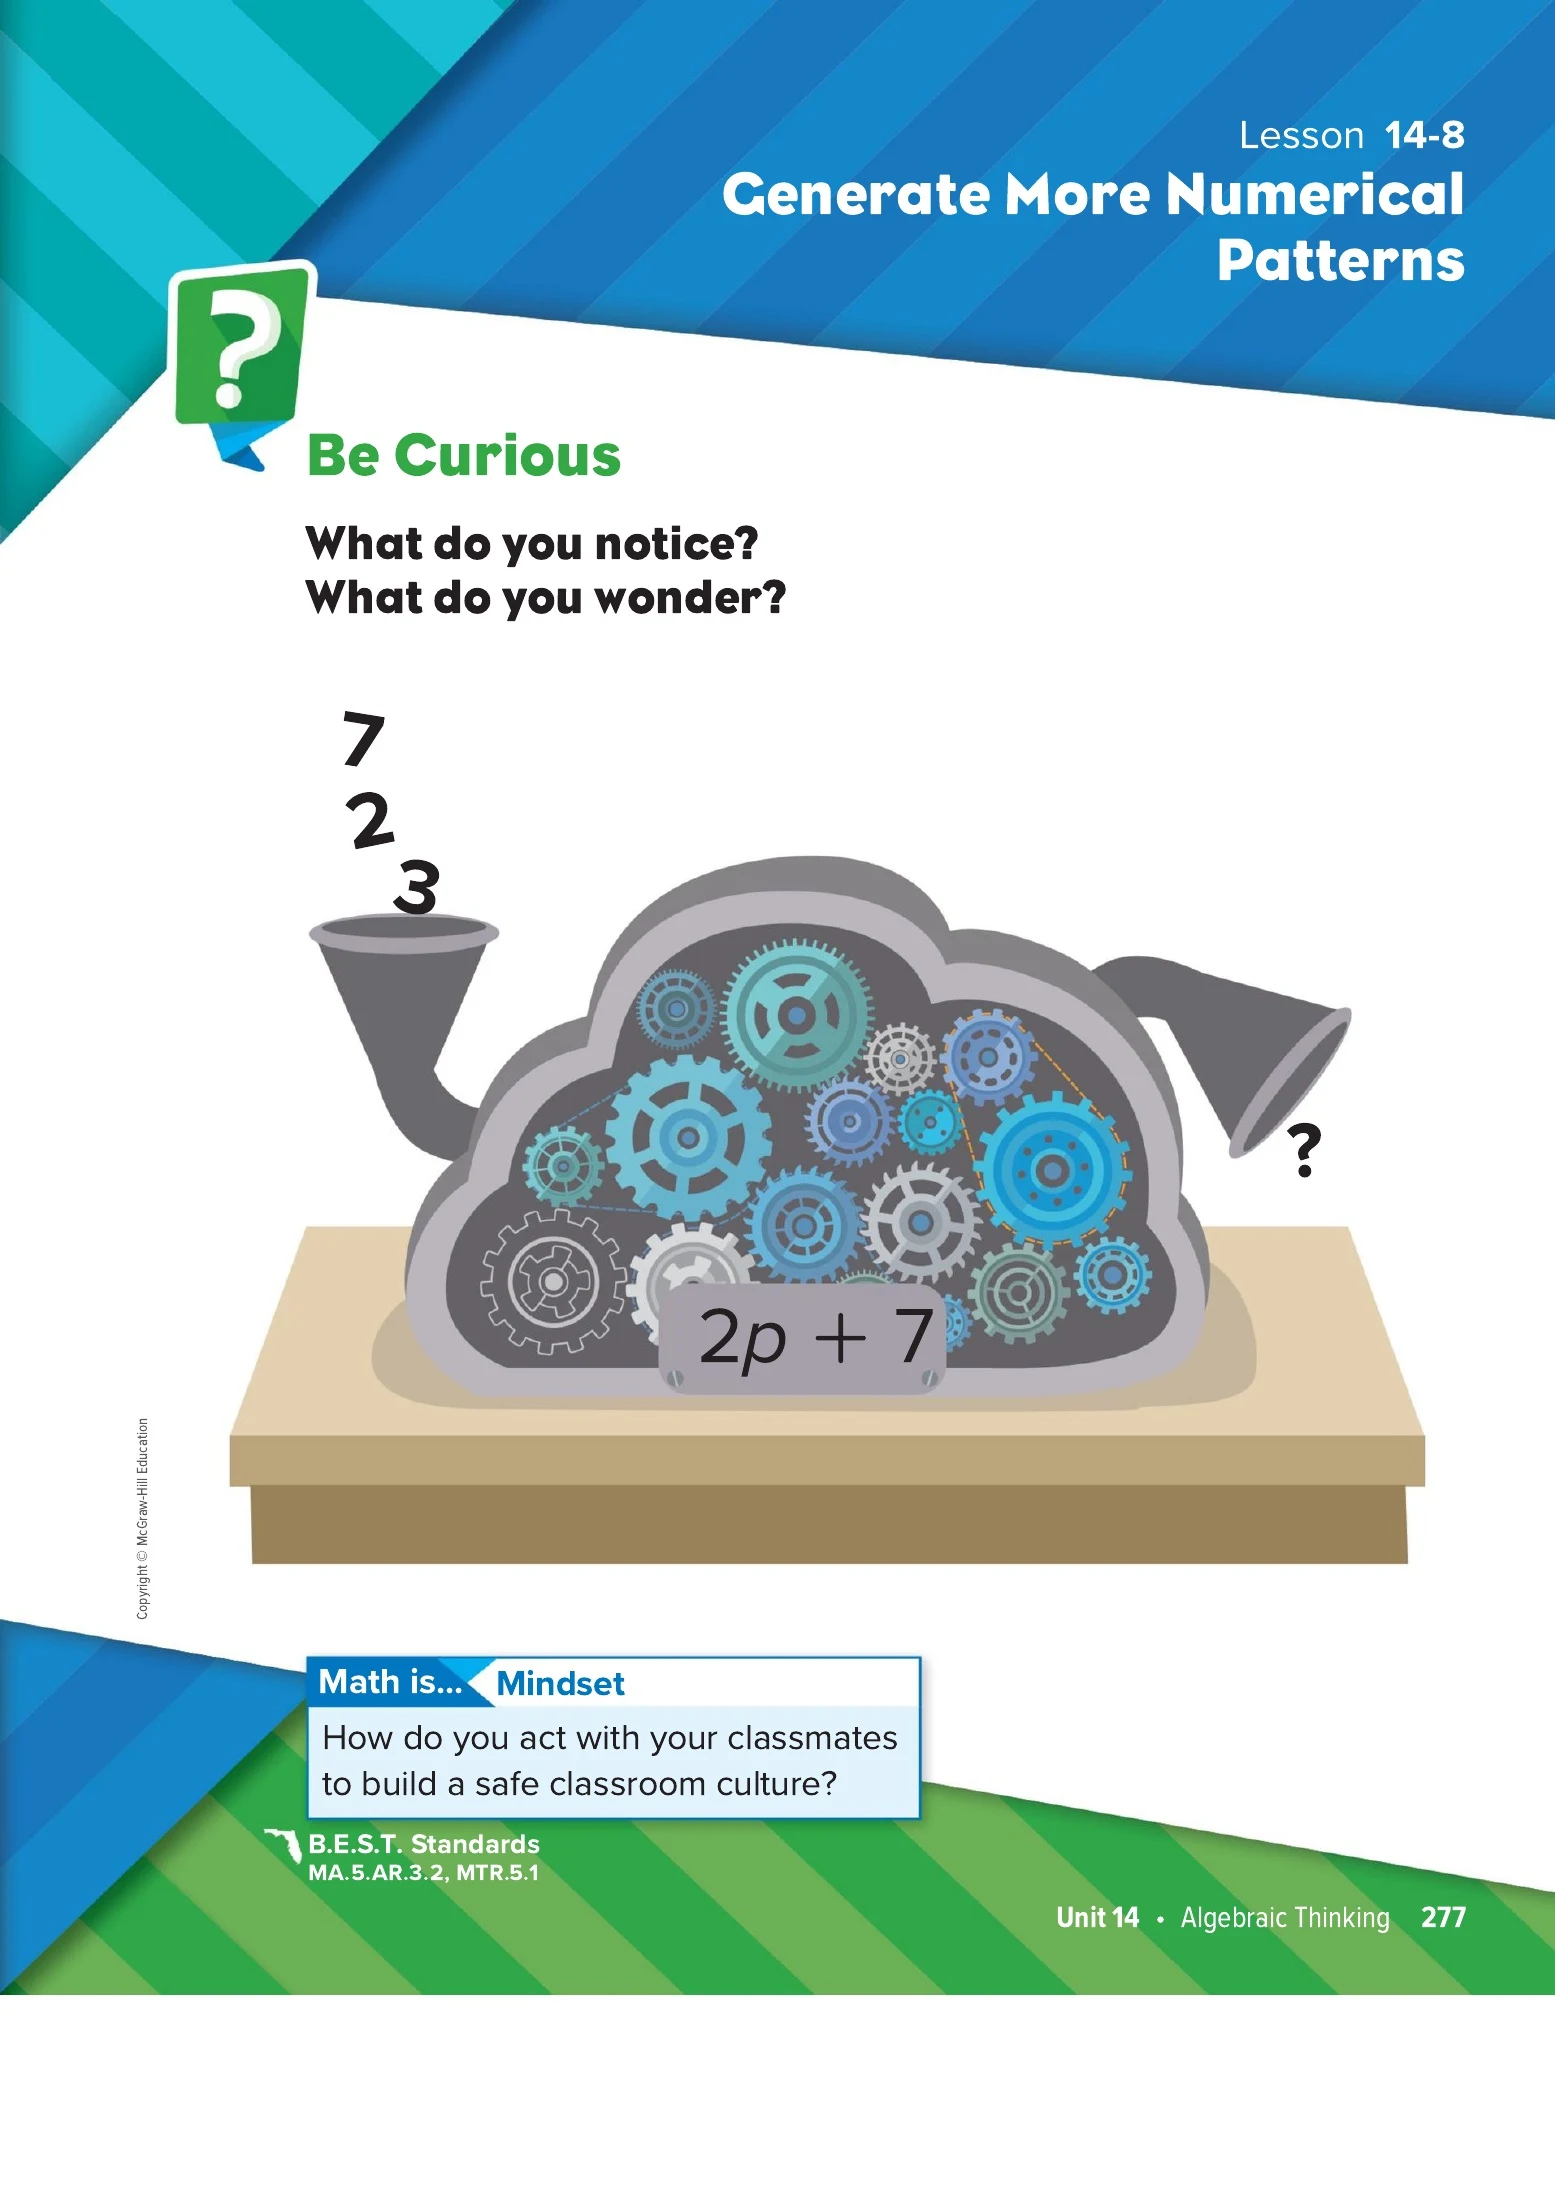 Lesson 14-8
Generate More Numerical
Patterns
?
Be Curious
What do you notice?
What do you wonder?
7
2
3
?
2p + 7
Copyright © McGraw-Hill Education
Math is... Mindset
How do you act with your classmates
to build a safe classroom culture?
B.E.S.T. Standards
MA.5.AR.3.2, MTR.5.1
Unit 14 • Algebraic Thinking 277